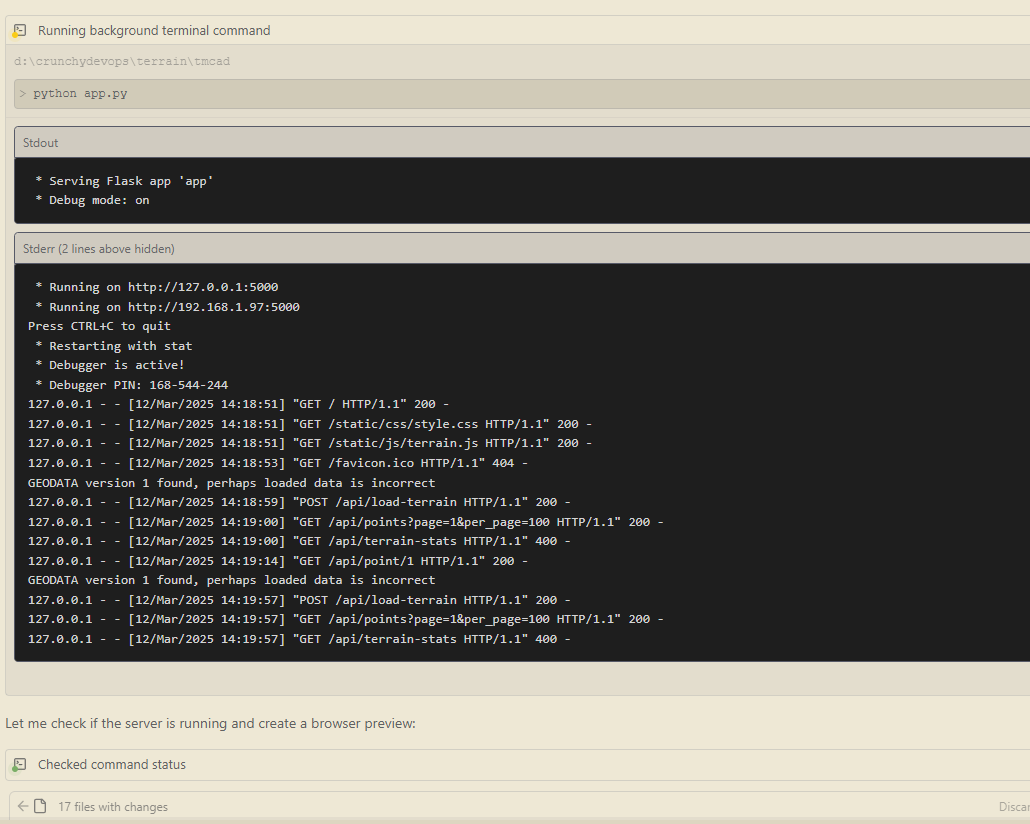 Running background terminal command
d:\crunchydevops\terrain\tmcad
> python app.py
Stdout
* Serving Flask app 'app'
* Debug mode: on
Stderr (2 lines above hidden)
* Running on http://127.0.0.1:5000
* Running on http://192.168.1.97:5000
Press CTRL+C to quit
* Restarting with stat
* Debugger is active!
* Debugger PIN: 168-544-244
127.0.0.1 - - [12/Mar/2025 14:18:51] "GET / HTTP/1.1" 200 -
127.0.0.1 - - [12/Mar/2025 14:18:51] "GET /static/css/style.css HTTP/1.1" 200 -
127.0.0.1 - - [12/Mar/2025 14:18:51] "GET /static/js/terrain.js HTTP/1.1" 200 -
127.0.0.1 - - [12/Mar/2025 14:18:53] "GET /favicon.ico HTTP/1.1" 404 -
GEODATA version 1 found, perhaps loaded data is incorrect
127.0.0.1 - - [12/Mar/2025 14:18:59] "POST /api/load-terrain HTTP/1.1" 200 -
127.0.0.1 - - [12/Mar/2025 14:19:00] "GET /api/points?page=1&per_page=100 HTTP/1.1" 200 -
127.0.0.1 - - [12/Mar/2025 14:19:00] "GET /api/terrain-stats HTTP/1.1" 400 -
127.0.0.1 - - [12/Mar/2025 14:19:14] "GET /api/point/1 HTTP/1.1" 200 -
GEODATA version 1 found, perhaps loaded data is incorrect
127.0.0.1 - - [12/Mar/2025 14:19:57] "POST /api/load-terrain HTTP/1.1" 200 -
127.0.0.1 - - [12/Mar/2025 14:19:57] "GET /api/points?page=1&per_page=100 HTTP/1.1" 200 -
127.0.0.1 - - [12/Mar/2025 14:19:57] "GET /api/terrain-stats HTTP/1.1" 400 -
Let me check if the server is running and create a browser preview:
Checked command status
17 files with changes Discar